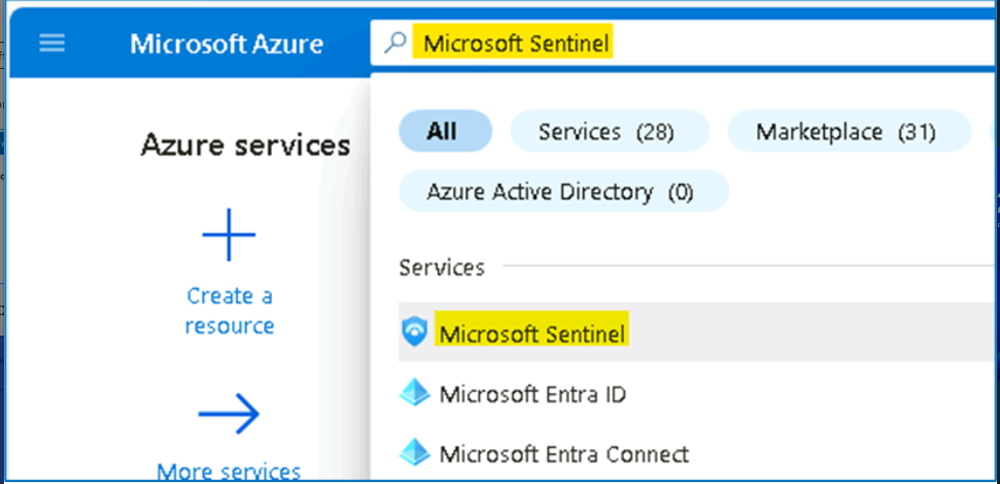 Microsoft Azure
Microsoft Sentinel
Azure services
Create a
resource
More services
All
Services (28)
Marketplace (31)
Azure Active Directory (0)
Services
Microsoft Sentinel
Microsoft Entra ID
Microsoft Entra Connect